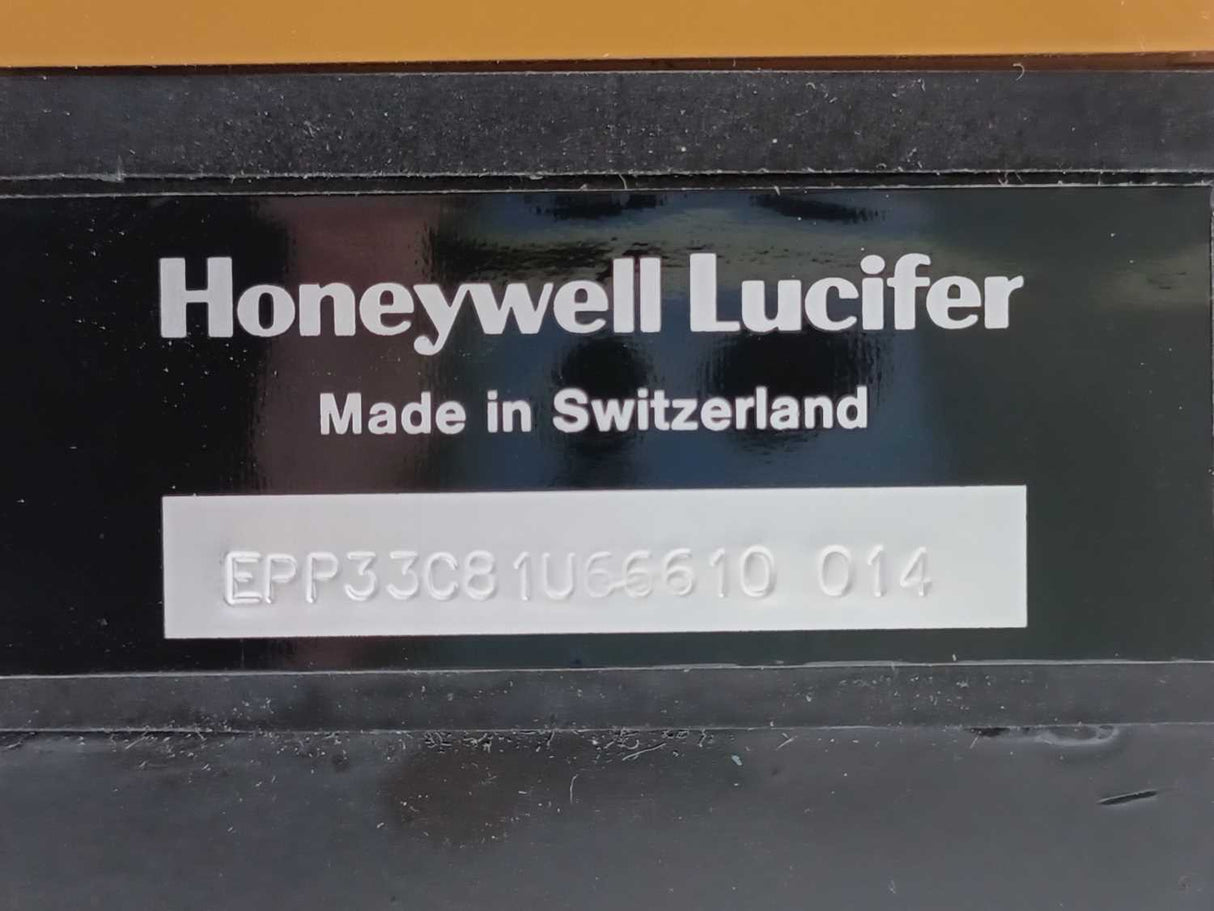 Honeywell Lucifer
Made in Switzerland
EPP33C81U66610 014